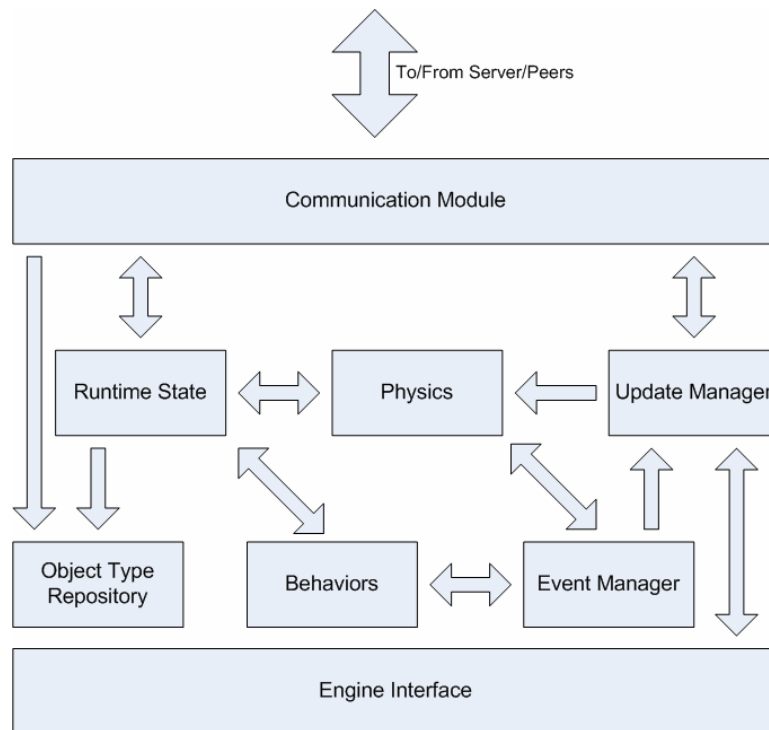 To/From Server/Peers
Communication Module
Runtime State
Physics
Update Manager
Object Type
Repository
Behaviors
Event Manager
Engine Interface